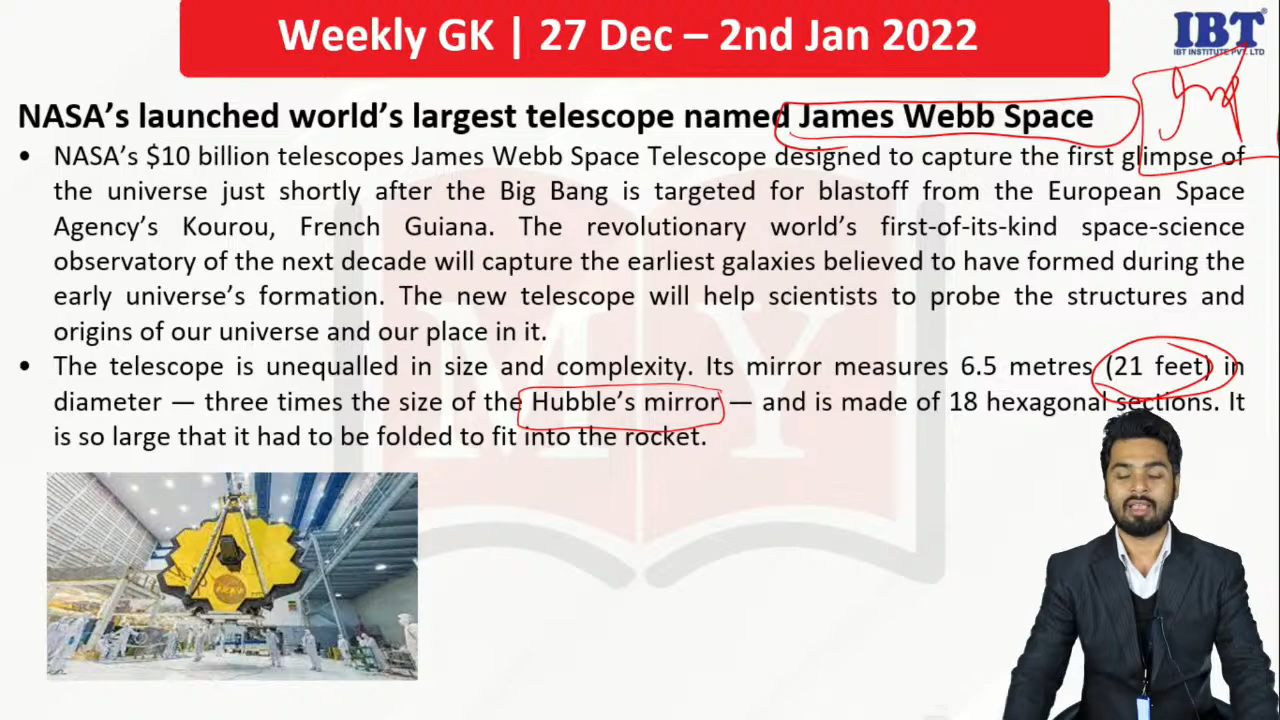 Weekly GK | 27 Dec – 2nd Jan 2022
IBT
IBT INSTITUTE PVT. LTD
NASA's launched world's largest telescope named James Webb Space
• NASA's $10 billion telescopes James Webb Space Telescope designed to capture the first glimpse of
the universe just shortly after the Big Bang is targeted for blastoff from the European Space
Agency's Kourou, French Guiana. The revolutionary world's first-of-its-kind space-science
observatory of the next decade will capture the earliest galaxies believed to have formed during the
early universe's formation. The new telescope will help scientists to probe the structures and
origins of our universe and our place in it.
• The telescope is unequalled in size and complexity. Its mirror measures 6.5 metres (21 feet) in
diameter — three times the size of the Hubble's mirror — and is made of 18 hexagonal sections. It
is so large that it had to be folded to fit into the rocket.
M Y